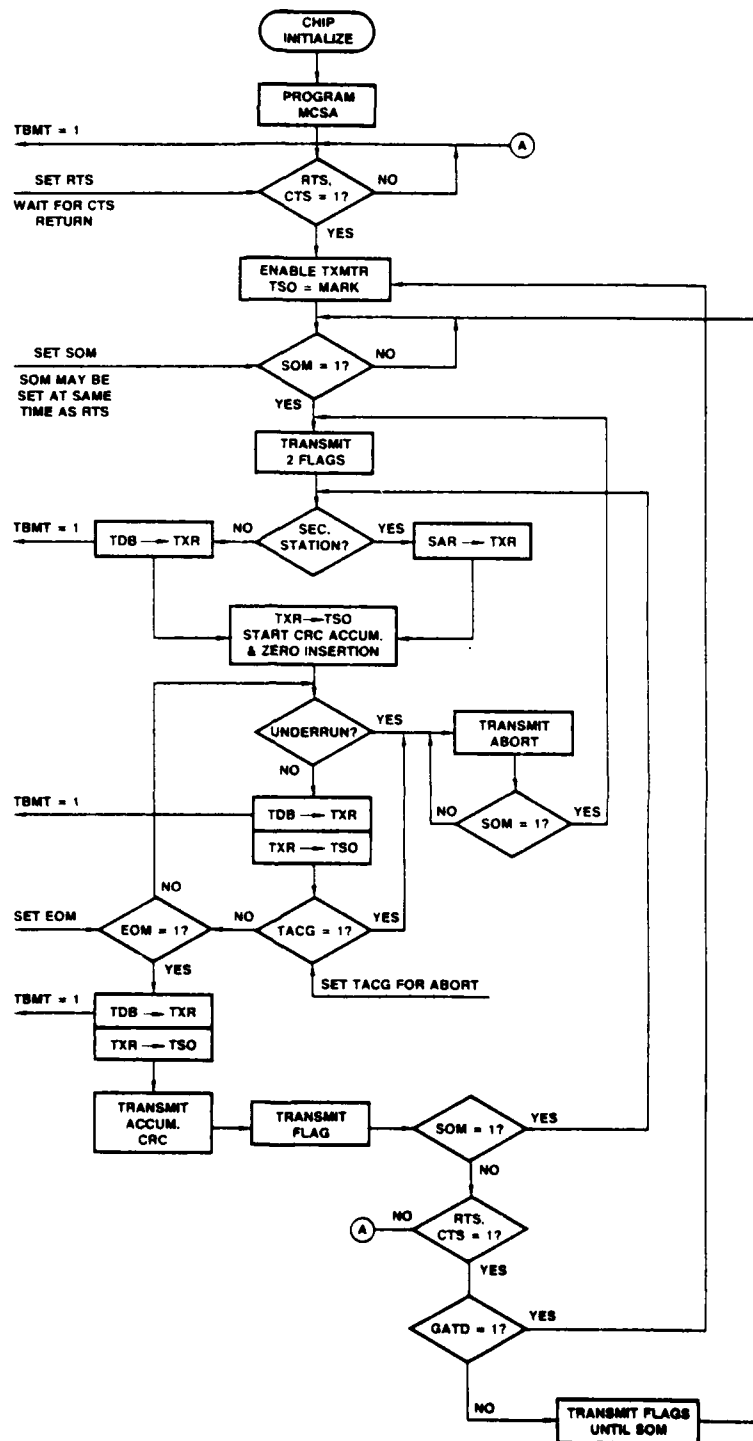 CHIP
INITIALIZE
PROGRAM
MCSA
TBMT = 1
A
SET RTS
RTS,
CTS = 1?
NO
WAIT FOR CTS
RETURN
YES
ENABLE TXMTR
TSO = MARK
SET SOM
SOM = 1?
NO
SOM MAY BE
SET AT SAME
TIME AS RTS
YES
TRANSMIT
2 FLAGS
TBMT = 1
TDB → TXR
NO
SEC.
STATION?
YES
SAR → TXR
TXR → TSO
START CRC ACCUM.
& ZERO INSERTION
UNDERRUN?
YES
TRANSMIT
ABORT
NO
TBMT = 1
TDB → TXR
TXR → TSO
NO
SOM = 1?
YES
NO
SET EOM
EOM = 1?
NO
TACG = 1?
YES
YES
SET TACG FOR ABORT
TBMT = 1
TDB → TXR
TXR → TSO
TRANSMIT
ACCUM.
CRC
TRANSMIT
FLAG
SOM = 1?
YES
NO
A
NO
RTS,
CTS = 1?
YES
GATD = 1?
YES
NO
TRANSMIT FLAGS
UNTIL SOM